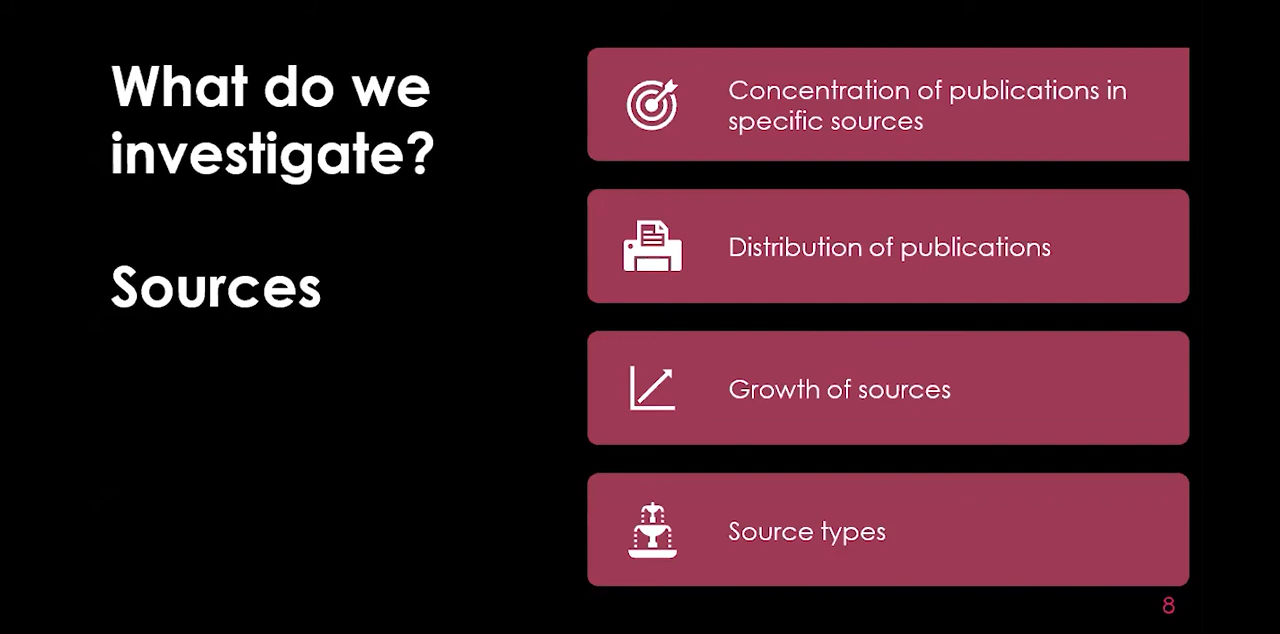 What do we
investigate?
Sources
Concentration of publications in
specific sources
Distribution of publications
Growth of sources
Source types
8